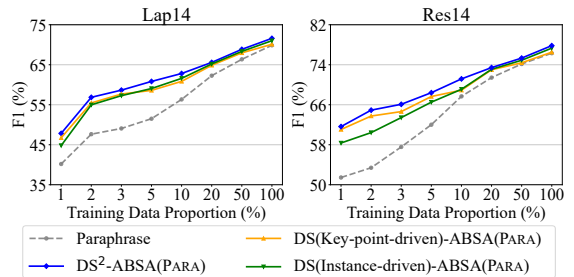 Lap14
F1 (%)
75
65
55
45
35
1 2 3 5 10 20 50 100
Training Data Proportion (%)
Res14
F1 (%)
82
74
66
58
50
1 2 3 5 10 20 50 100
Training Data Proportion (%)
Paraphrase
DS²-ABSA(PARA)
DS(Key-point-driven)-ABSA(PARA)
DS(Instance-driven)-ABSA(PARA)